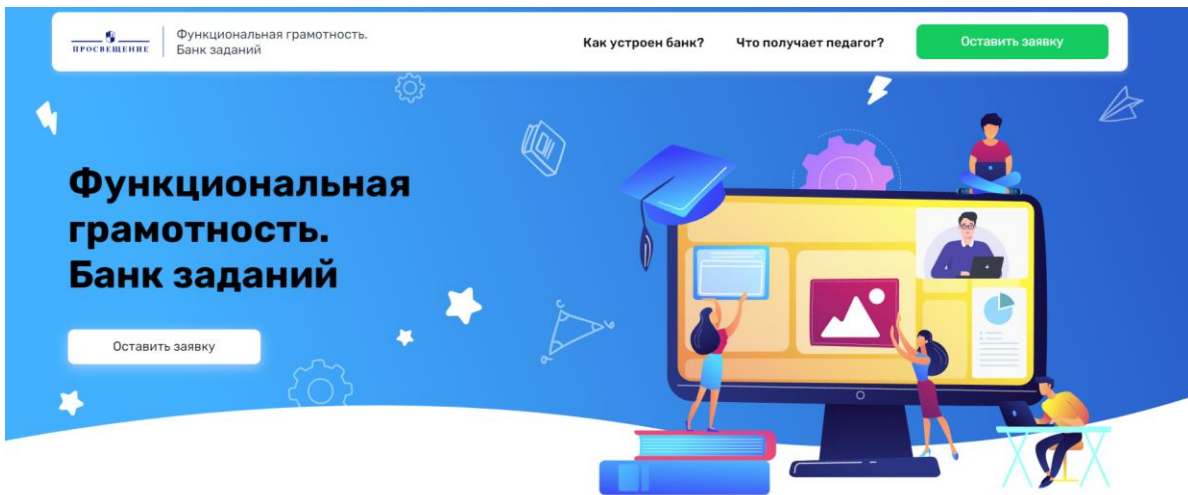 ПРОСВЕЩЕНИЕ
Функциональная грамотность.
Банк заданий
Как устроен банк?
Что получает педагог?
Оставить заявку
Функциональная
грамотность.
Банк заданий
Оставить заявку